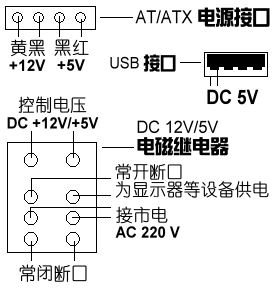 AT/ATX 电源接口
黄黑 黑红
+12V +5V
USB 接口
DC 5V
控制电压
DC +12V/+5V
DC 12V/5V
电磁继电器
常开断口
为显示器等设备供电
接市电
AC 220 V
常闭断口